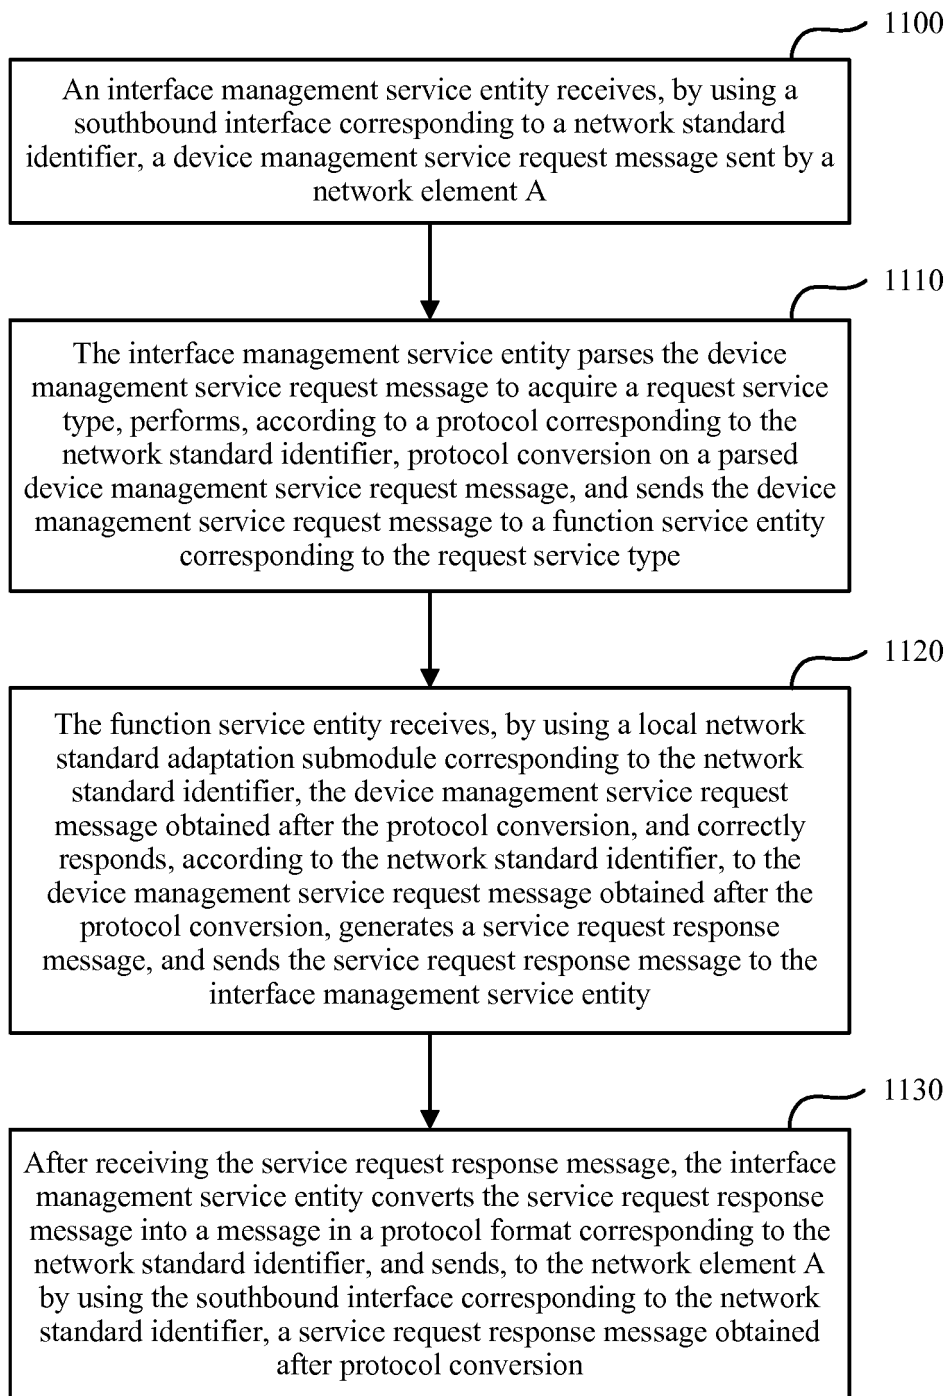 1100
An interface management service entity receives, by using a
southbound interface corresponding to a network standard
identifier, a device management service request message sent by a
network element A
1110
The interface management service entity parses the device
management service request message to acquire a request service
type, performs, according to a protocol corresponding to the
network standard identifier, protocol conversion on a parsed
device management service request message, and sends the device
management service request message to a function service entity
corresponding to the request service type
1120
The function service entity receives, by using a local network
standard adaptation submodule corresponding to the network
standard identifier, the device management service request
message obtained after the protocol conversion, and correctly
responds, according to the network standard identifier, to the
device management service request message obtained after the
protocol conversion, generates a service request response
message, and sends the service request response message to the
interface management service entity
1130
After receiving the service request response message, the interface
management service entity converts the service request response
message into a message in a protocol format corresponding to the
network standard identifier, and sends, to the network element A
by using the southbound interface corresponding to the network
standard identifier, a service request response message obtained
after protocol conversion